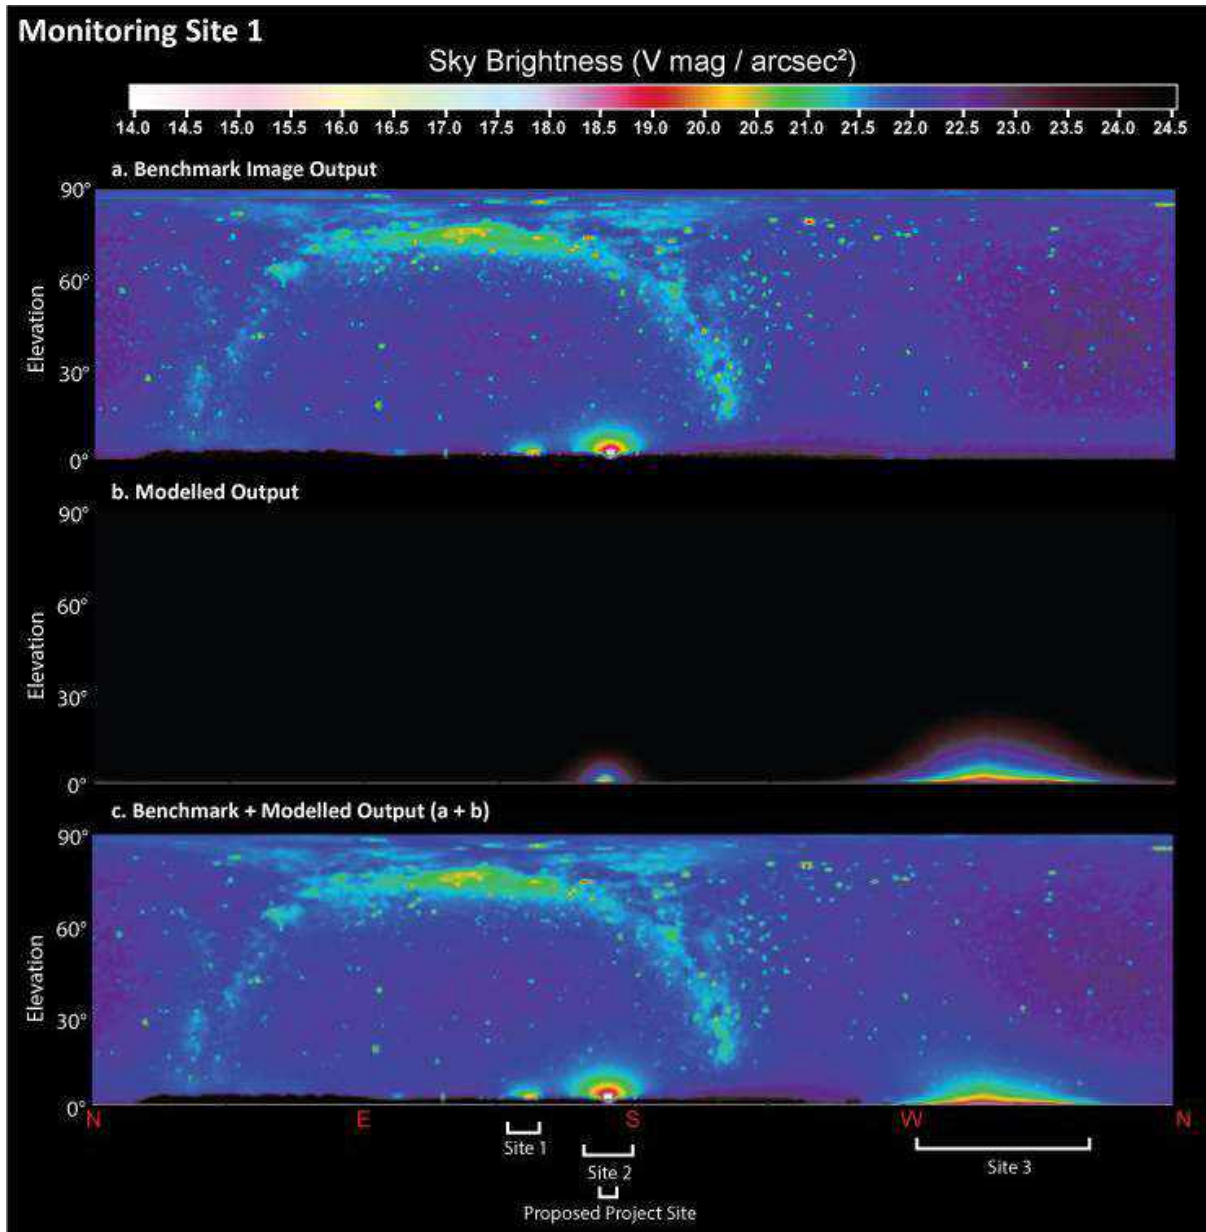 Monitoring Site 1
Sky Brightness (V mag / arcsec²)
14.0 14.5 15.0 15.5 16.0 16.5 17.0 17.5 18.0 18.5 19.0 19.5 20.0 20.5 21.0 21.5 22.0 22.5 23.0 23.5 24.0 24.5
a. Benchmark Image Output
90°
60°
30°
0°
Elevation
b. Modelled Output
90°
60°
30°
0°
Elevation
c. Benchmark + Modelled Output (a + b)
90°
60°
30°
0°
Elevation
N E S W N
Site 1
Site 2
Site 3
Proposed Project Site